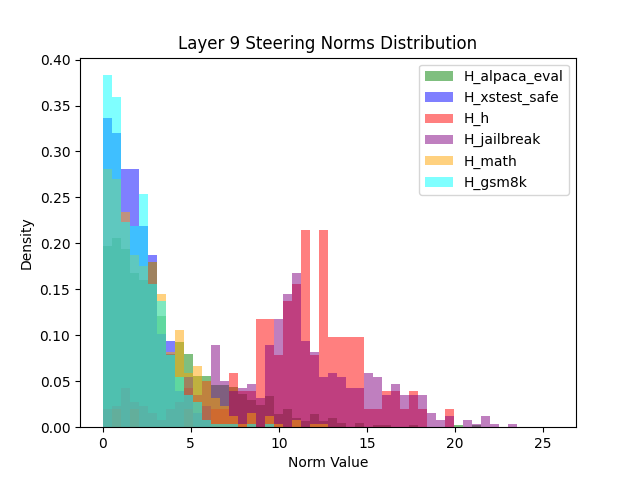 Layer 9 Steering Norms Distribution
H_alpaca_eval
H_xstest_safe
H_h
H_jailbreak
H_math
H_gsm8k
0.40
0.35
0.30
0.25
0.20
0.15
0.10
0.05
0.00
Density
0 5 10 15 20 25
Norm Value